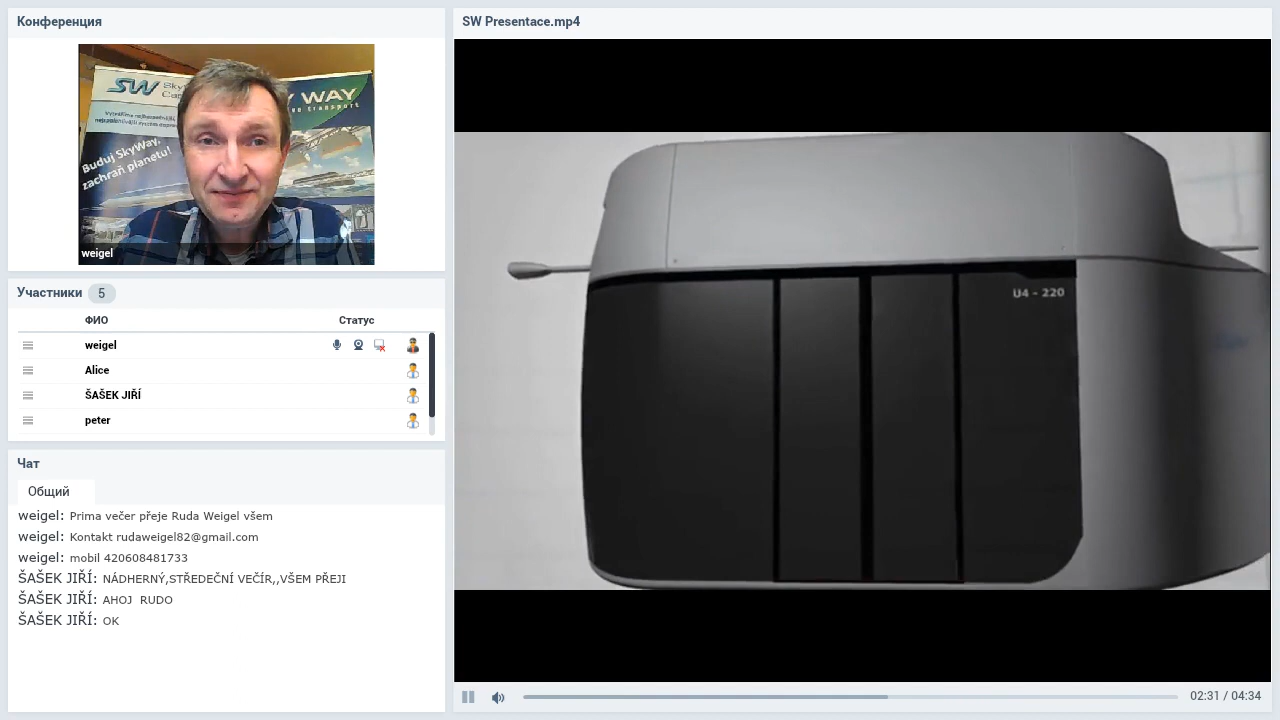 Конференция
SW
SKY WAY
Buduj SkyWay,
zachraň planetu!
weigel
Участники 5
ФИО Статус
weigel
Alice
ŠAŠEK JIŘÍ
peter
Чат
Общий
weigel: Prima večer přeje Ruda Weigel všem
weigel: Kontakt rudaweigel82@gmail.com
weigel: mobil 420608481733
ŠAŠEK JIŘÍ: NÁDHERNÝ,STŘEDEČNÍ VEČÍR,,VŠEM PŘEJI
ŠAŠEK JIŘÍ: AHOJ RUDO
ŠAŠEK JIŘÍ: OK
SW Presentace.mp4
U4 - 220
02:31 / 04:34